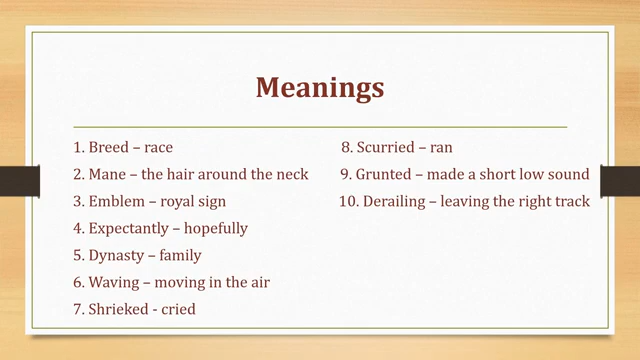 Meanings
1. Breed – race
2. Mane – the hair around the neck
3. Emblem – royal sign
4. Expectantly – hopefully
5. Dynasty – family
6. Waving – moving in the air
7. Shrieked - cried
8. Scurried – ran
9. Grunted – made a short low sound
10. Derailing – leaving the right track